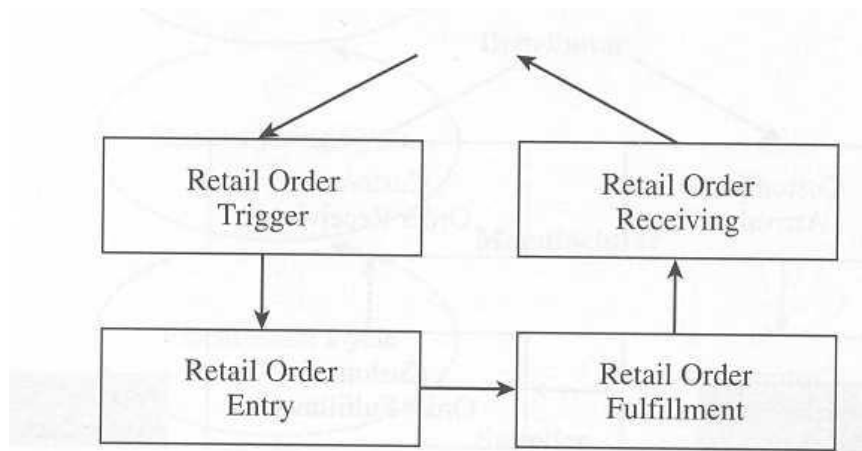 Retail Order
Trigger
Retail Order
Receiving
Retail Order
Entry
Retail Order
Fulfillment